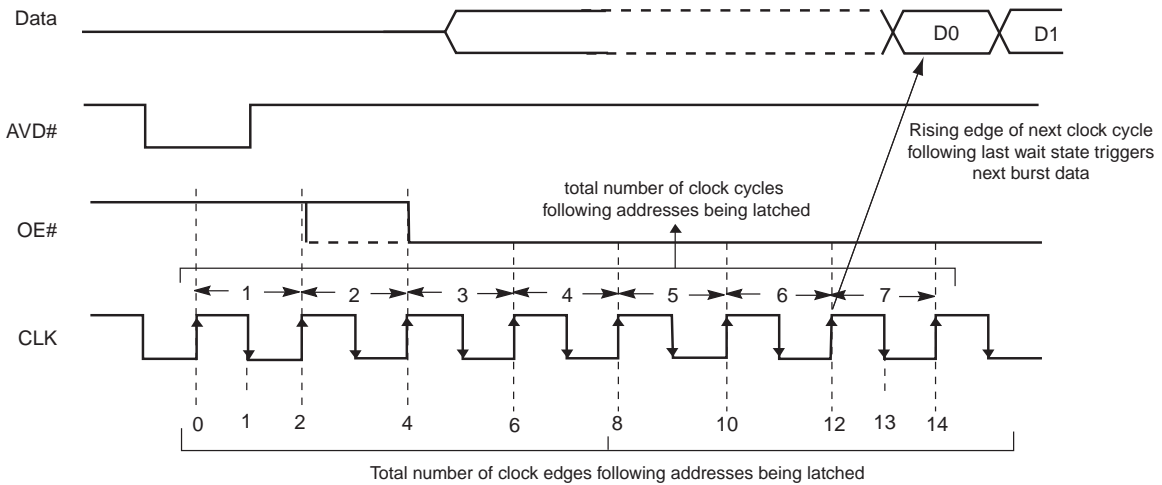 Data
D0
D1
AVD#
Rising edge of next clock cycle
following last wait state triggers
next burst data
total number of clock cycles
following addresses being latched
OE#
1 2 3 4 5 6 7
CLK
0 1 2 4 6 8 10 12 13 14
Total number of clock edges following addresses being latched